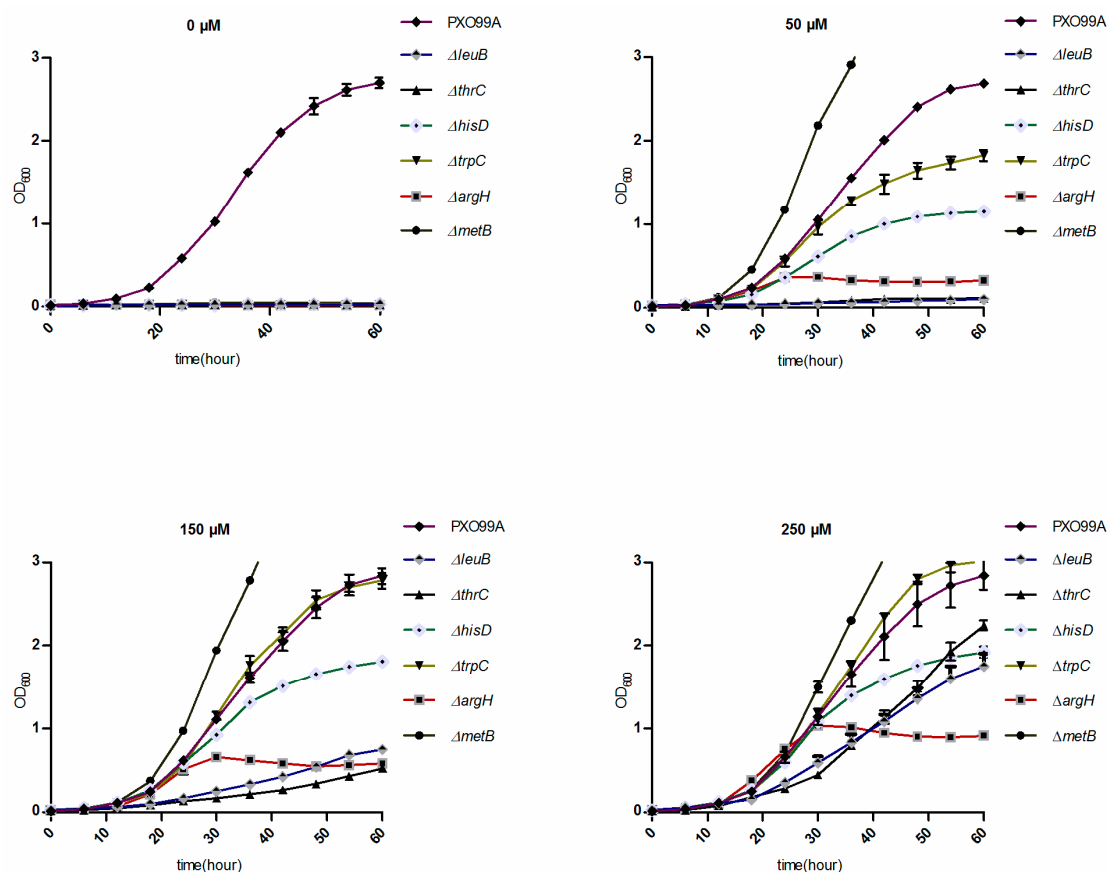 0 µM
3
2
1
0
OD600
0
20
40
60
time(hour)
PXO99A
ΔleuB
ΔthrC
ΔhisD
ΔtrpC
ΔargH
ΔmetB
50 µM
3
2
1
0
OD600
0
10
20
30
40
50
60
time(hour)
PXO99A
ΔleuB
ΔthrC
ΔhisD
ΔtrpC
ΔargH
ΔmetB
150 µM
3
2
1
0
OD600
0
10
20
30
40
50
60
time(hour)
PXO99A
ΔleuB
ΔthrC
ΔhisD
ΔtrpC
ΔargH
ΔmetB
250 µM
3
2
1
0
OD600
0
10
20
30
40
50
60
time(hour)
PXO99A
ΔleuB
ΔthrC
ΔhisD
ΔtrpC
ΔargH
ΔmetB